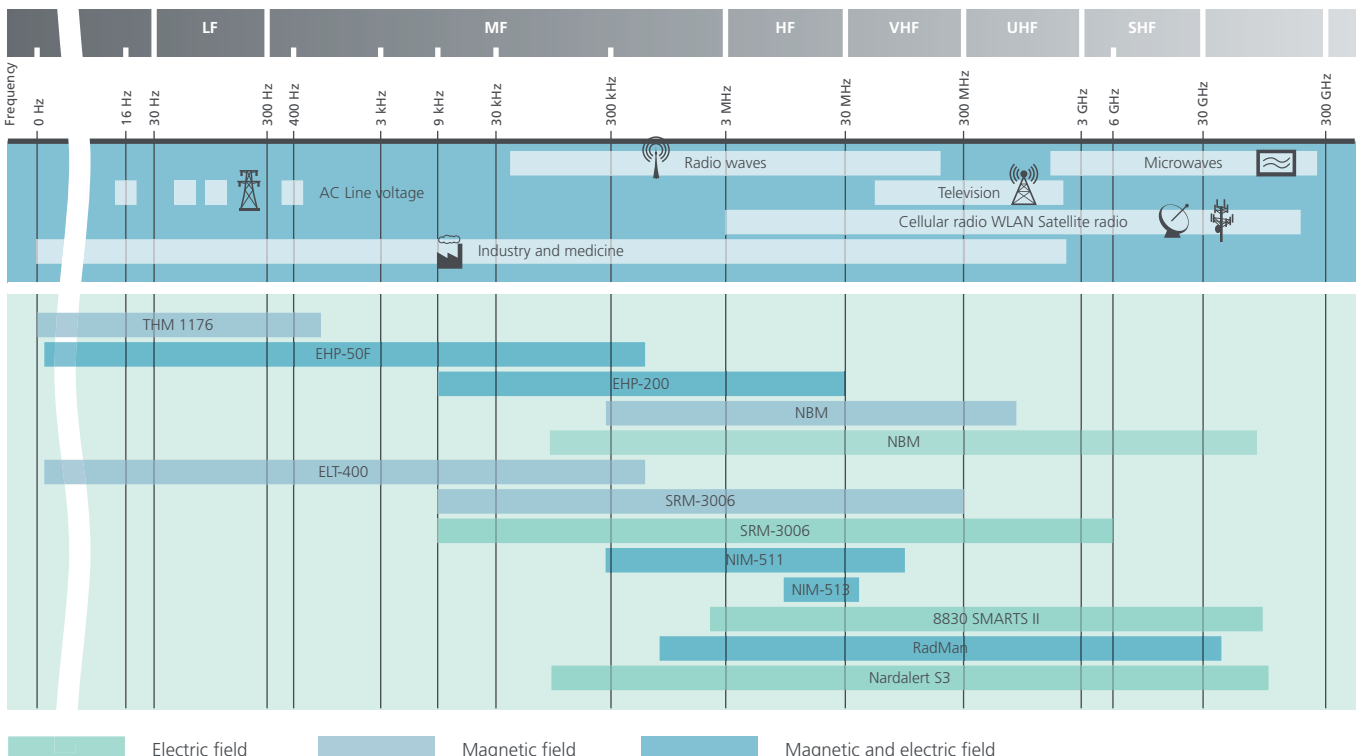 LF MF HF VHF UHF SHF
Frequency
0 Hz 16 Hz 30 Hz 300 Hz 400 Hz 3 kHz 9 kHz 30 kHz 300 kHz 3 MHz 30 MHz 300 MHz 3 GHz 6 GHz 30 GHz 300 GHz
Radio waves Microwaves
AC Line voltage Television
Cellular radio WLAN Satellite radio
Industry and medicine
THM 1176
EHP-50F
EHP-200
NBM
NBM
ELT-400
SRM-3006
SRM-3006
NIM-511
NIM-513
8830 SMARTS II
RadMan
Nardalert S3
Electric field Magnetic field Magnetic and electric field